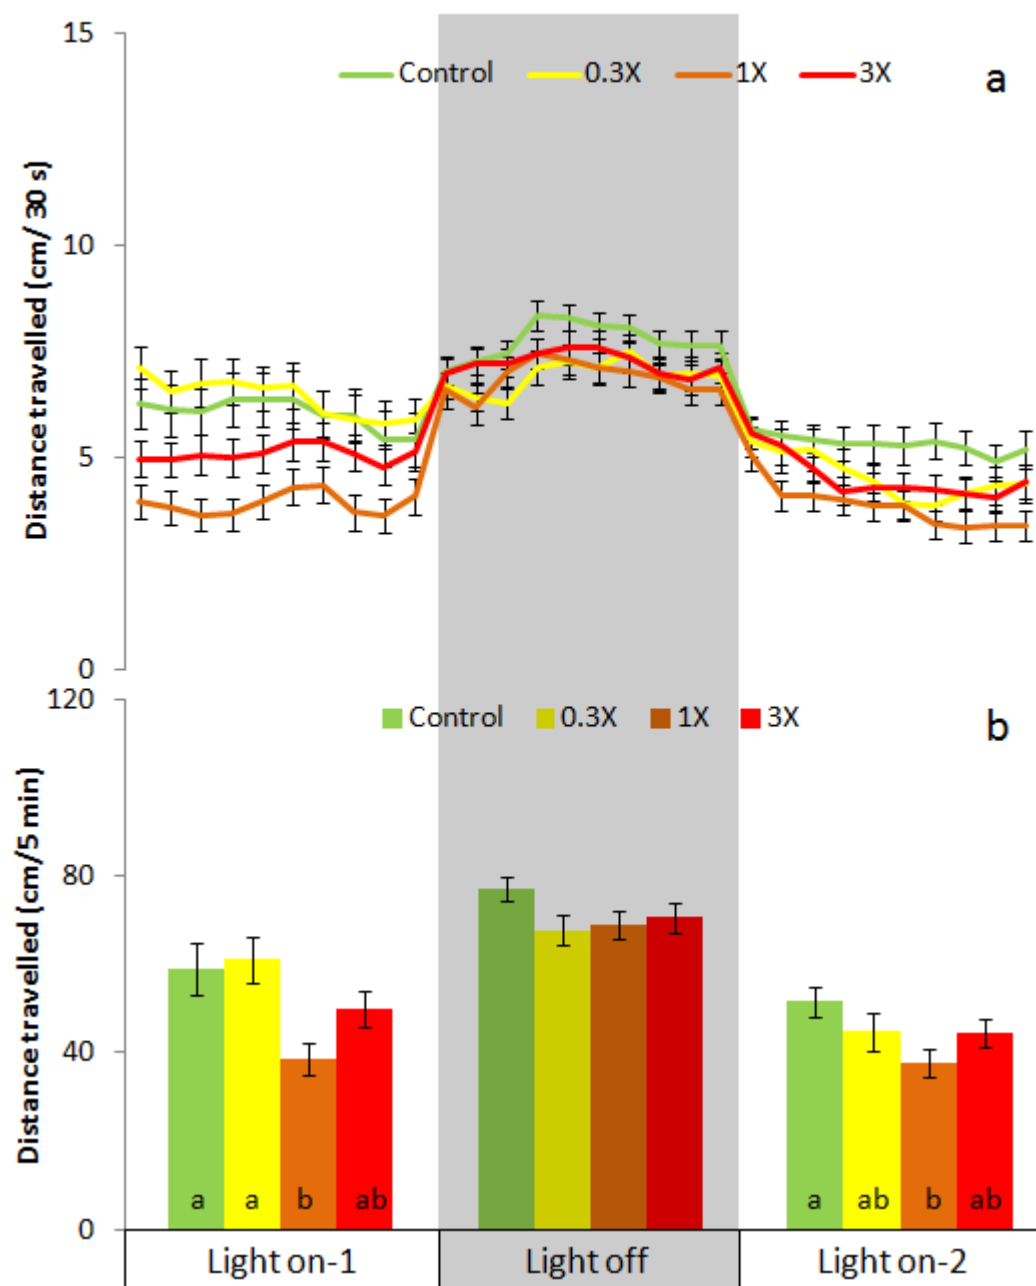 15
Control 0.3X 1X 3X
a
10
5
0
Distance travelled (cm/ 30 s)
120
Control 0.3X 1X 3X
b
80
40
0
Distance travelled (cm/5 min)
a a b ab
a ab b ab
Light on-1 Light off Light on-2